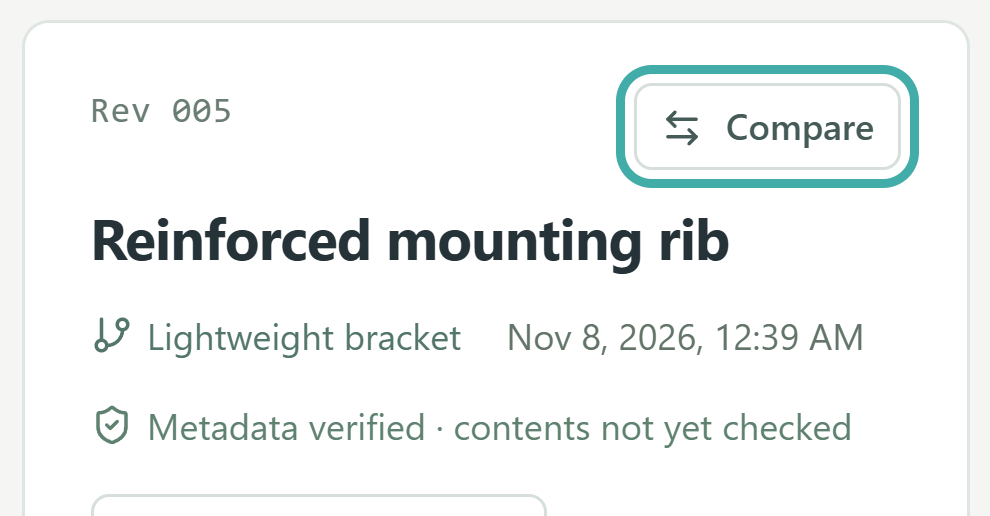 Rev 005
Compare
Reinforced mounting rib
Lightweight bracket Nov 8, 2026, 12:39 AM
Metadata verified · contents not yet checked